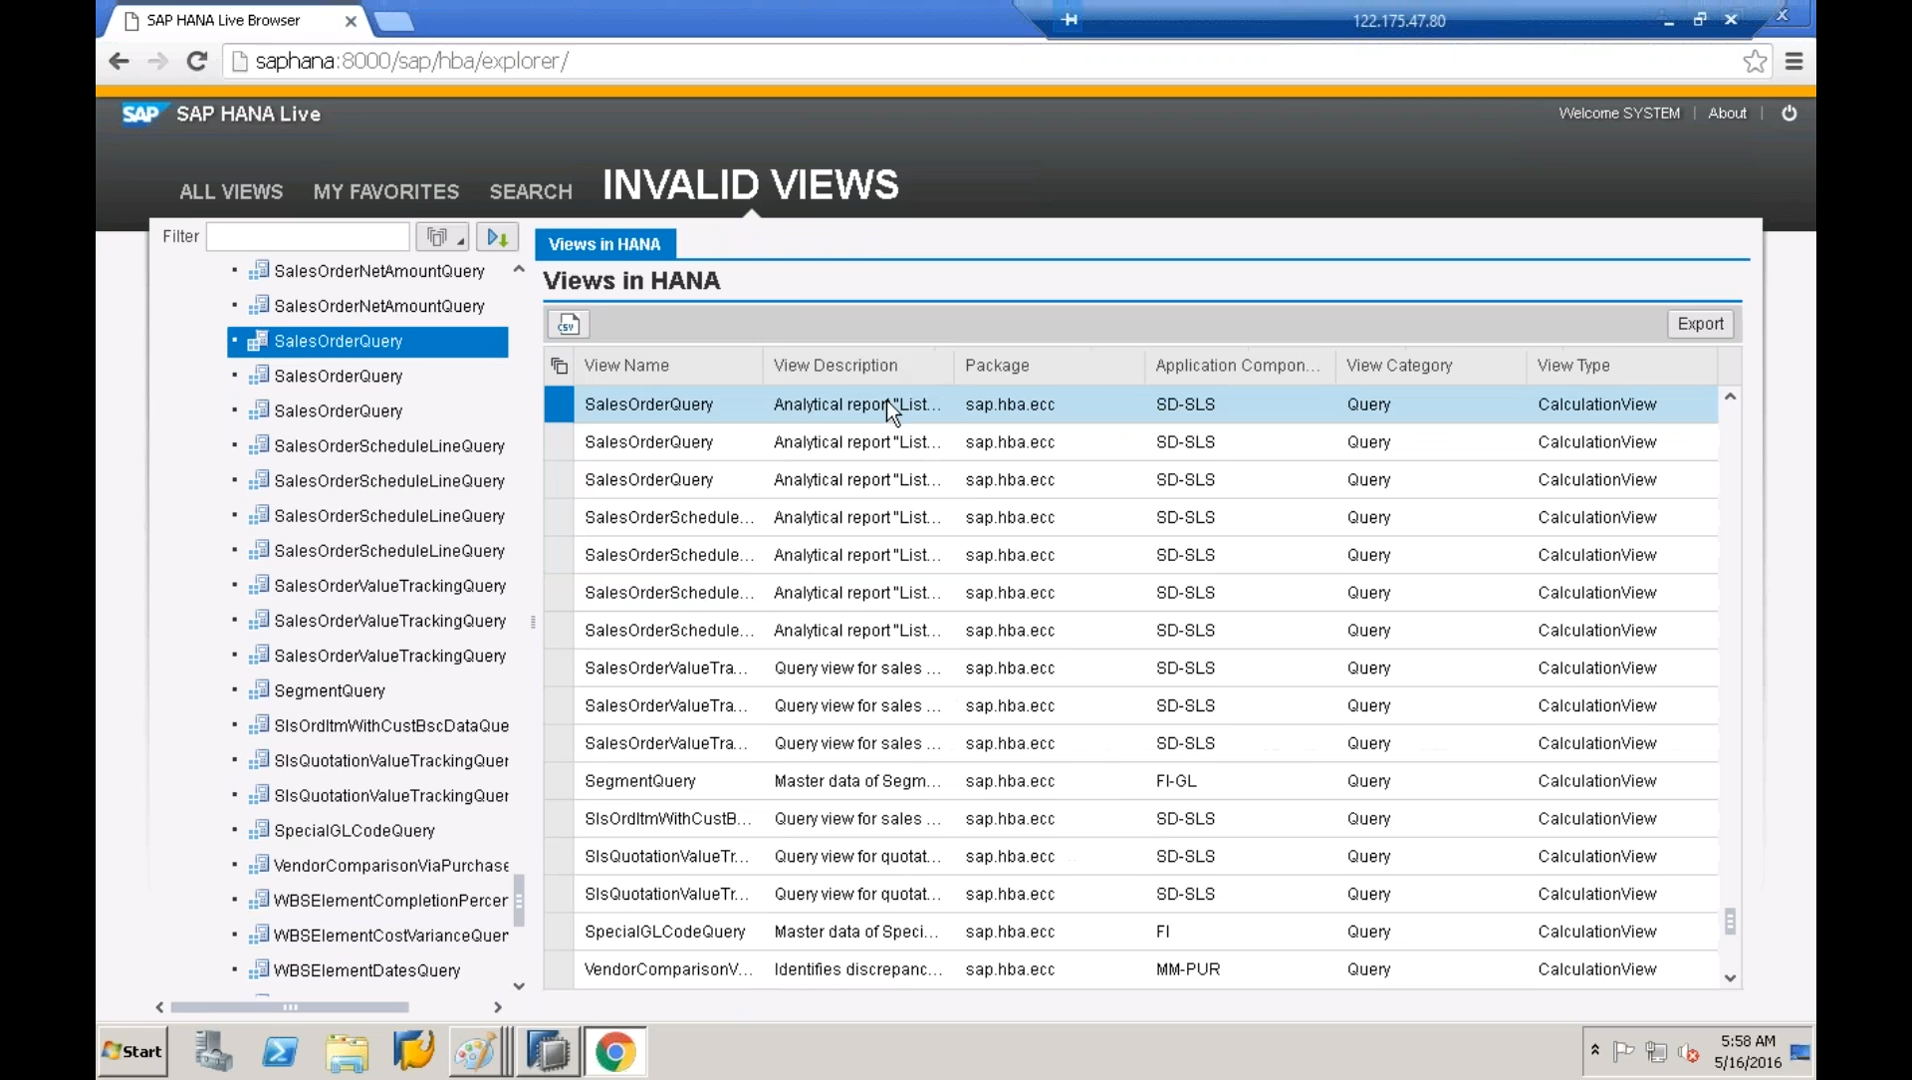 SAP HANA Live Browser
122.175.47.80
saphana:8000/sap/hba/explorer/
SAP SAP HANA Live
Welcome SYSTEM | About |
ALL VIEWS MY FAVORITES SEARCH INVALID VIEWS
Filter
SalesOrderNetAmountQuery
SalesOrderNetAmountQuery
SalesOrderQuery
SalesOrderQuery
SalesOrderQuery
SalesOrderScheduleLineQuery
SalesOrderScheduleLineQuery
SalesOrderScheduleLineQuery
SalesOrderScheduleLineQuery
SalesOrderValueTrackingQuery
SalesOrderValueTrackingQuery
SalesOrderValueTrackingQuery
SegmentQuery
SlsOrdItmWithCustBscDataQue
SlsQuotationValueTrackingQuer
SlsQuotationValueTrackingQuer
SpecialGLCodeQuery
VendorComparisonViaPurchase
WBSElementCompletionPercer
WBSElementCostVarianceQuer
WBSElementDatesQuery
Views in HANA
Views in HANA
CSV
Export
View Name View Description Package Application Compon... View Category View Type
SalesOrderQuery Analytical report "List... sap.hba.ecc SD-SLS Query CalculationView
SalesOrderQuery Analytical report "List... sap.hba.ecc SD-SLS Query CalculationView
SalesOrderQuery Analytical report "List... sap.hba.ecc SD-SLS Query CalculationView
SalesOrderSchedule... Analytical report "List... sap.hba.ecc SD-SLS Query CalculationView
SalesOrderSchedule... Analytical report "List... sap.hba.ecc SD-SLS Query CalculationView
SalesOrderSchedule... Analytical report "List... sap.hba.ecc SD-SLS Query CalculationView
SalesOrderSchedule... Analytical report "List... sap.hba.ecc SD-SLS Query CalculationView
SalesOrderValueTra... Query view for sales ... sap.hba.ecc SD-SLS Query CalculationView
SalesOrderValueTra... Query view for sales ... sap.hba.ecc SD-SLS Query CalculationView
SalesOrderValueTra... Query view for sales ... sap.hba.ecc SD-SLS Query CalculationView
SegmentQuery Master data of Segm... sap.hba.ecc FI-GL Query CalculationView
SlsOrdItmWithCustB... Query view for sales ... sap.hba.ecc SD-SLS Query CalculationView
SlsQuotationValueTr... Query view for quotat... sap.hba.ecc SD-SLS Query CalculationView
SlsQuotationValueTr... Query view for quotat... sap.hba.ecc SD-SLS Query CalculationView
SpecialGLCodeQuery Master data of Speci... sap.hba.ecc FI Query CalculationView
VendorComparisonV... Identifies discrepanc... sap.hba.ecc MM-PUR Query CalculationView
Start
5:58 AM
5/16/2016